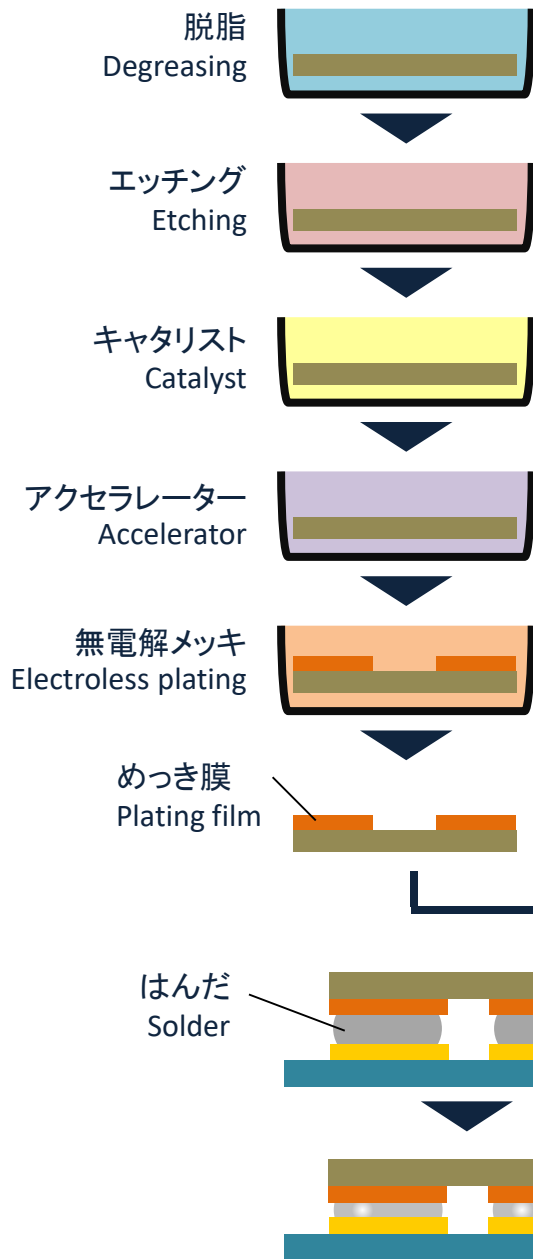 脱脂
Degreasing
エッチング
Etching
キャタリスト
Catalyst
アクセラレーター
Accelerator
無電解メッキ
Electroless plating
めっき膜
Plating film
はんだ
Solder